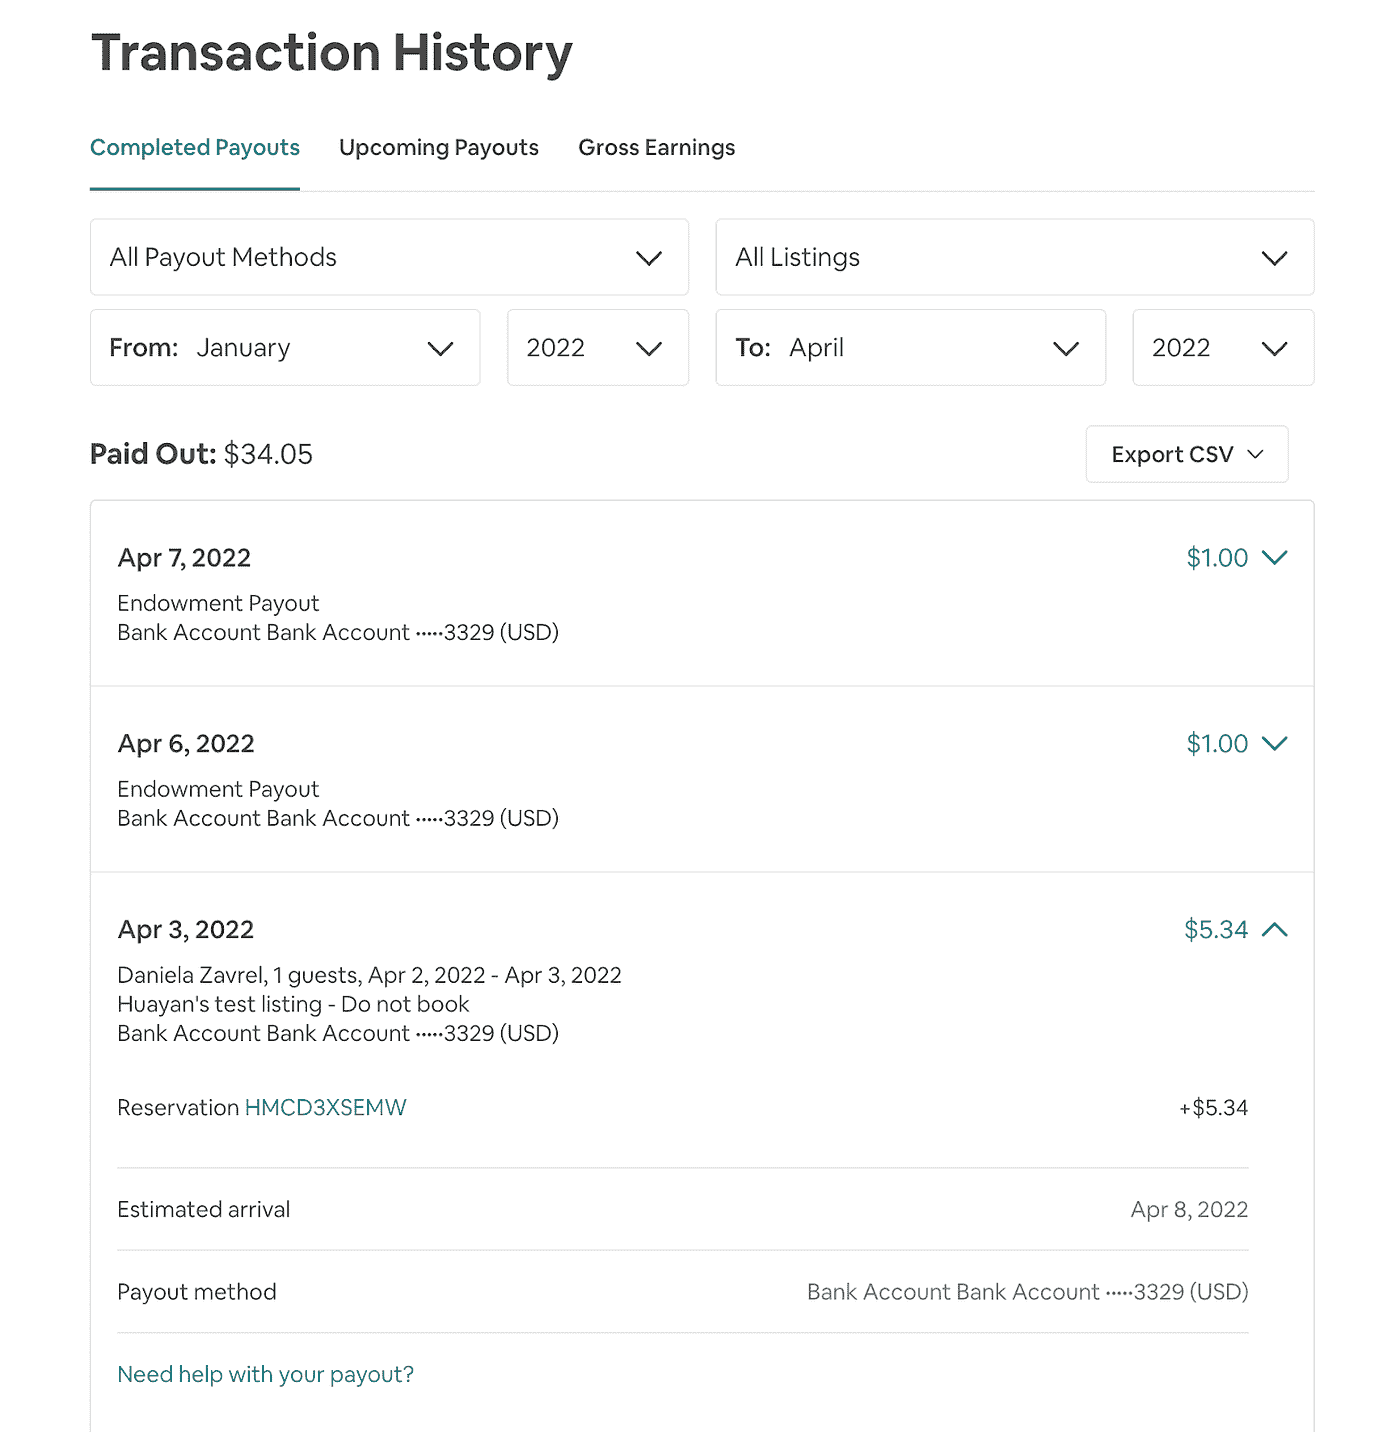 Transaction History
Completed Payouts Upcoming Payouts Gross Earnings
All Payout Methods All Listings
From: January 2022 To: April 2022
Paid Out: $34.05 Export CSV
Apr 7, 2022 $1.00
Endowment Payout
Bank Account Bank Account ·····3329 (USD)
Apr 6, 2022 $1.00
Endowment Payout
Bank Account Bank Account ·····3329 (USD)
Apr 3, 2022 $5.34
Daniela Zavrel, 1 guests, Apr 2, 2022 - Apr 3, 2022
Huayan's test listing - Do not book
Bank Account Bank Account ·····3329 (USD)
Reservation HMCD3XSEMW +$5.34
Estimated arrival Apr 8, 2022
Payout method Bank Account Bank Account ·····3329 (USD)
Need help with your payout?